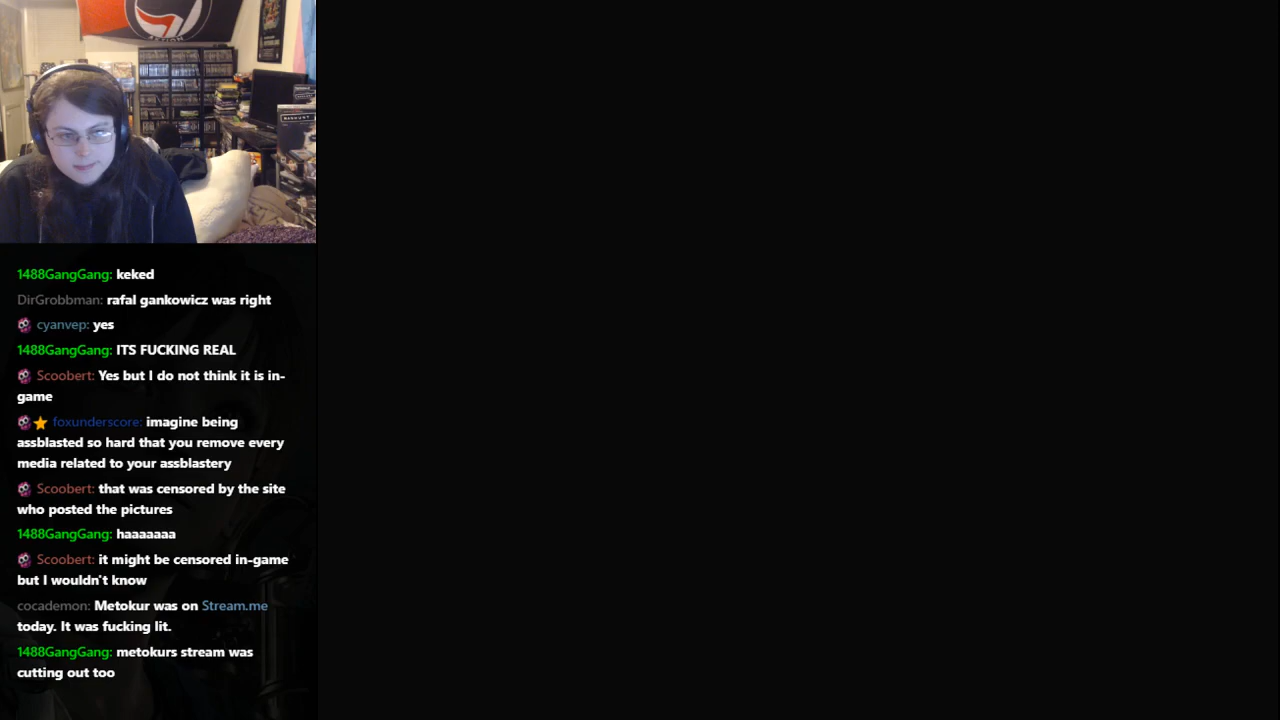 ACTION
MANHUNT
1488GangGang: keked
DirGrobbman: rafal gankowicz was right
cyanvep: yes
1488GangGang: ITS FUCKING REAL
Scoobert: Yes but I do not think it is in-
game
foxunderscore: imagine being
assblasted so hard that you remove every
media related to your assblastery
Scoobert: that was censored by the site
who posted the pictures
1488GangGang: haaaaaaa
Scoobert: it might be censored in-game
but I wouldn't know
cocademon: Metokur was on Stream.me
today. It was fucking lit.
1488GangGang: metokurs stream was
cutting out too